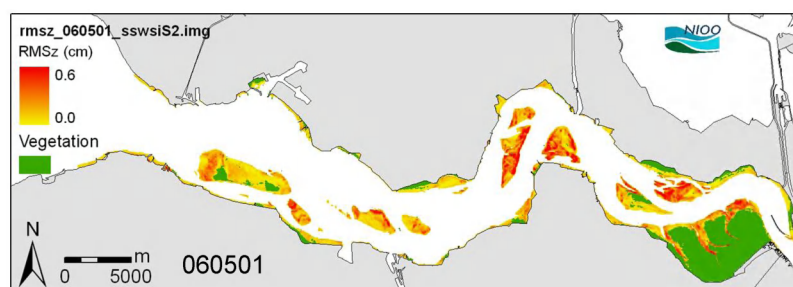 rmsz_060501_sswsiS2.img
RMSz (cm)
0.6
0.0
Vegetation
NIOO
N
0 5000 m
060501